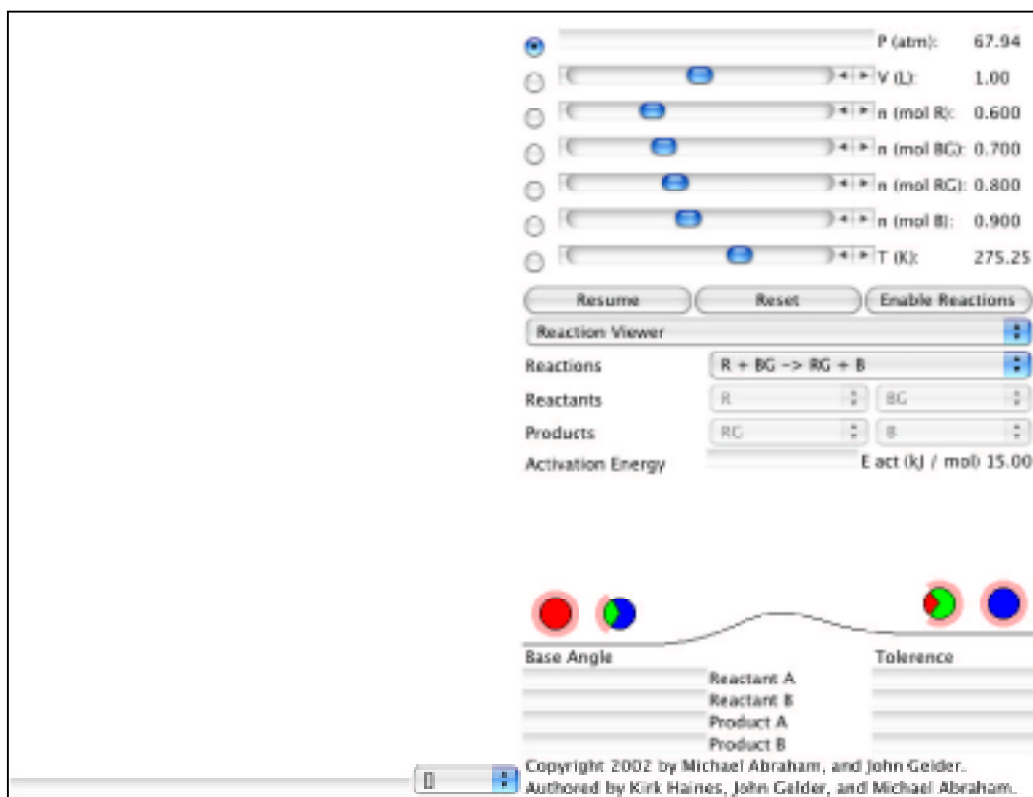 P (atm): 67.94
V (L): 1.00
n (mol R): 0.600
n (mol BG): 0.700
n (mol RG): 0.800
n (mol B): 0.900
T (K): 275.25
Resume Reset Enable Reactions
Reaction Viewer
Reactions R + BG -> RG + B
Reactants R BG
Products RG B
Activation Energy E act (kJ / mol) 15.00
Base Angle Tolerence
Reactant A
Reactant B
Product A
Product B
Copyright 2002 by Michael Abraham, and John Gelder.
Authored by Kirk Haines, John Gelder, and Michael Abraham.